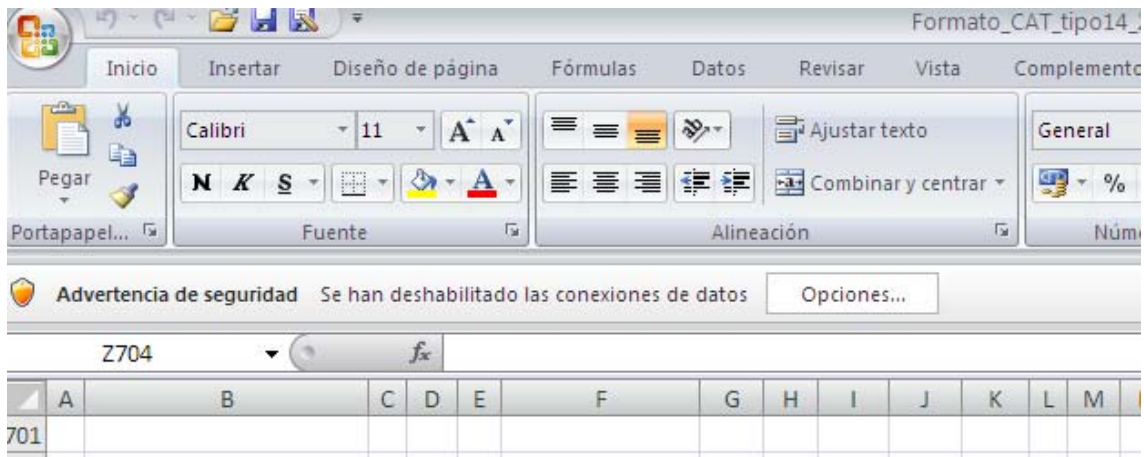 Formato_CAT_tipo14_
Inicio Insertar Diseño de página Fórmulas Datos Revisar Vista Complemento
Calibri 11 A A Ajustar texto General
Pegar N K S A Combinar y centrar %
Portapapel... Fuente Alineación Núm
Advertencia de seguridad Se han deshabilitado las conexiones de datos Opciones...
Z704 fx
A B C D E F G H I J K L M
701